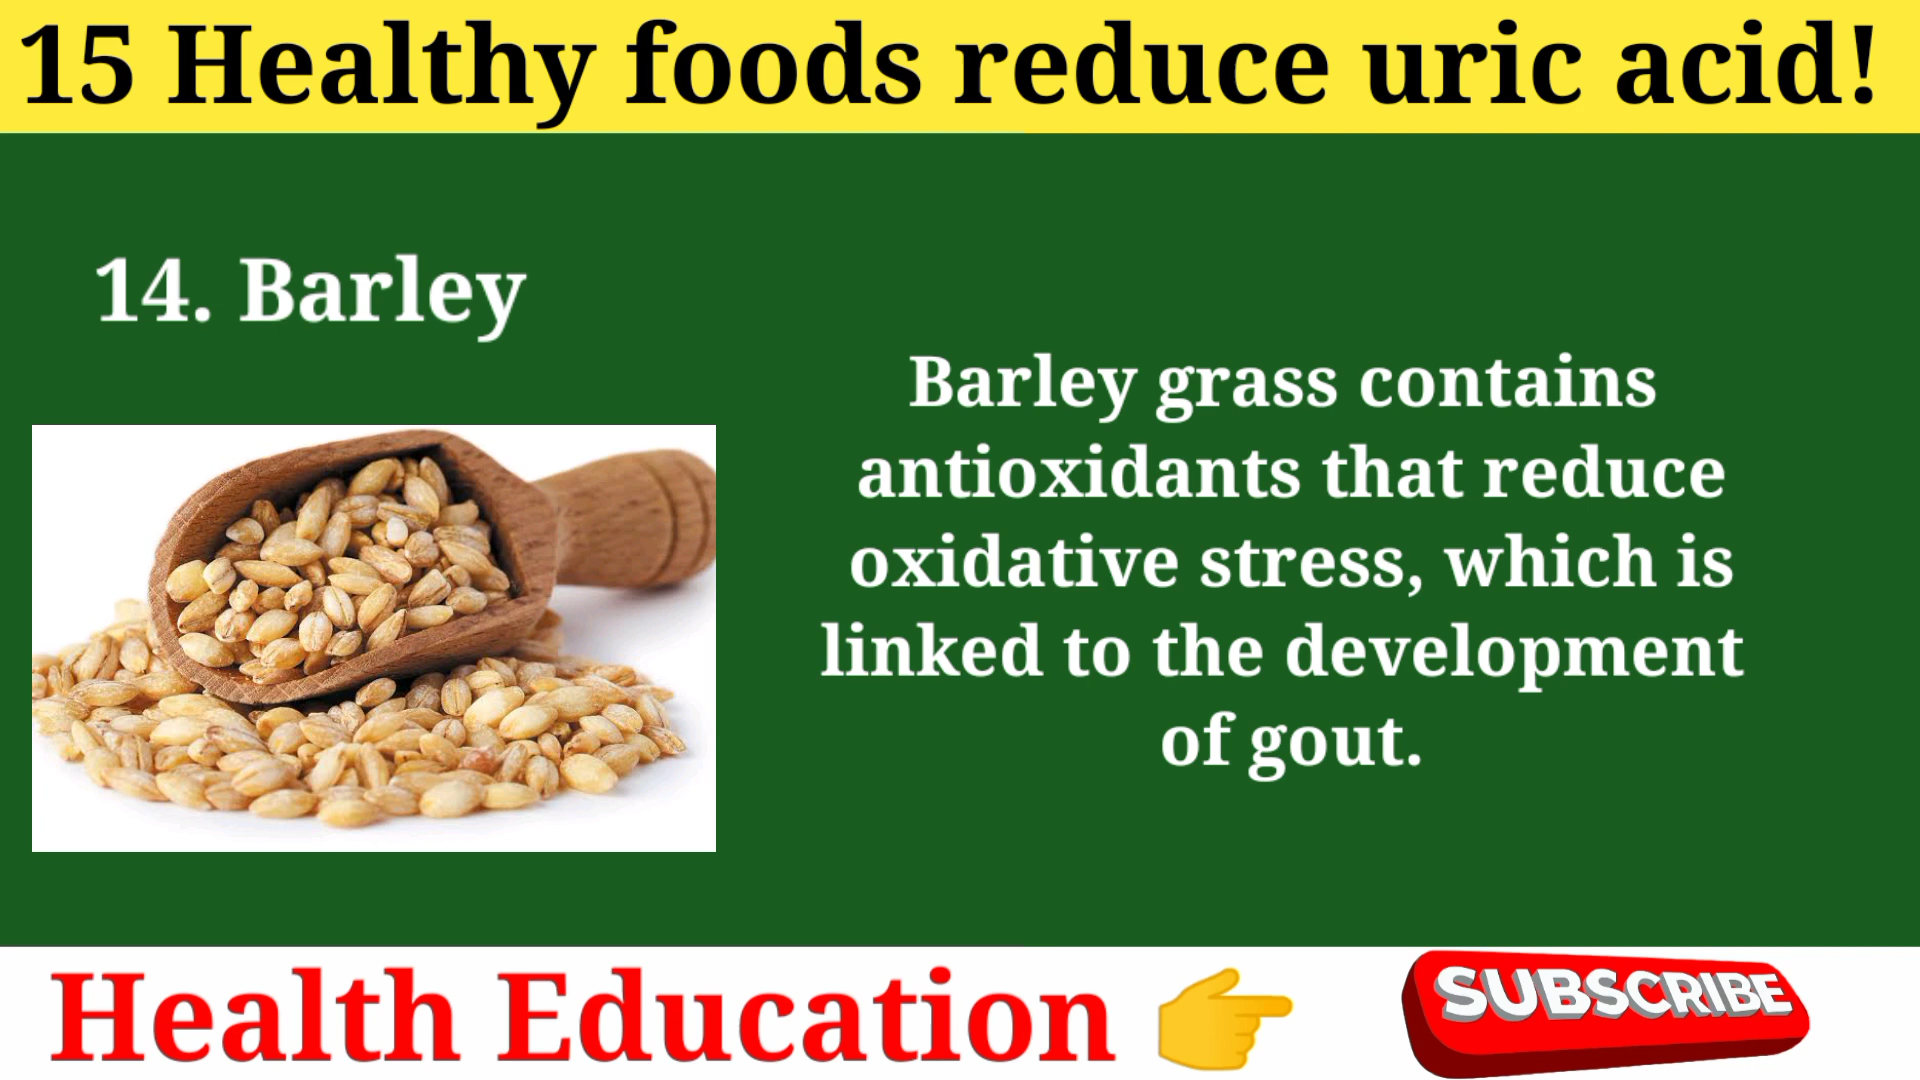 15 Healthy foods reduce uric acid!
14. Barley
Barley grass contains
antioxidants that reduce
oxidative stress, which is
linked to the development
of gout.
Health Education
SUBSCRIBE